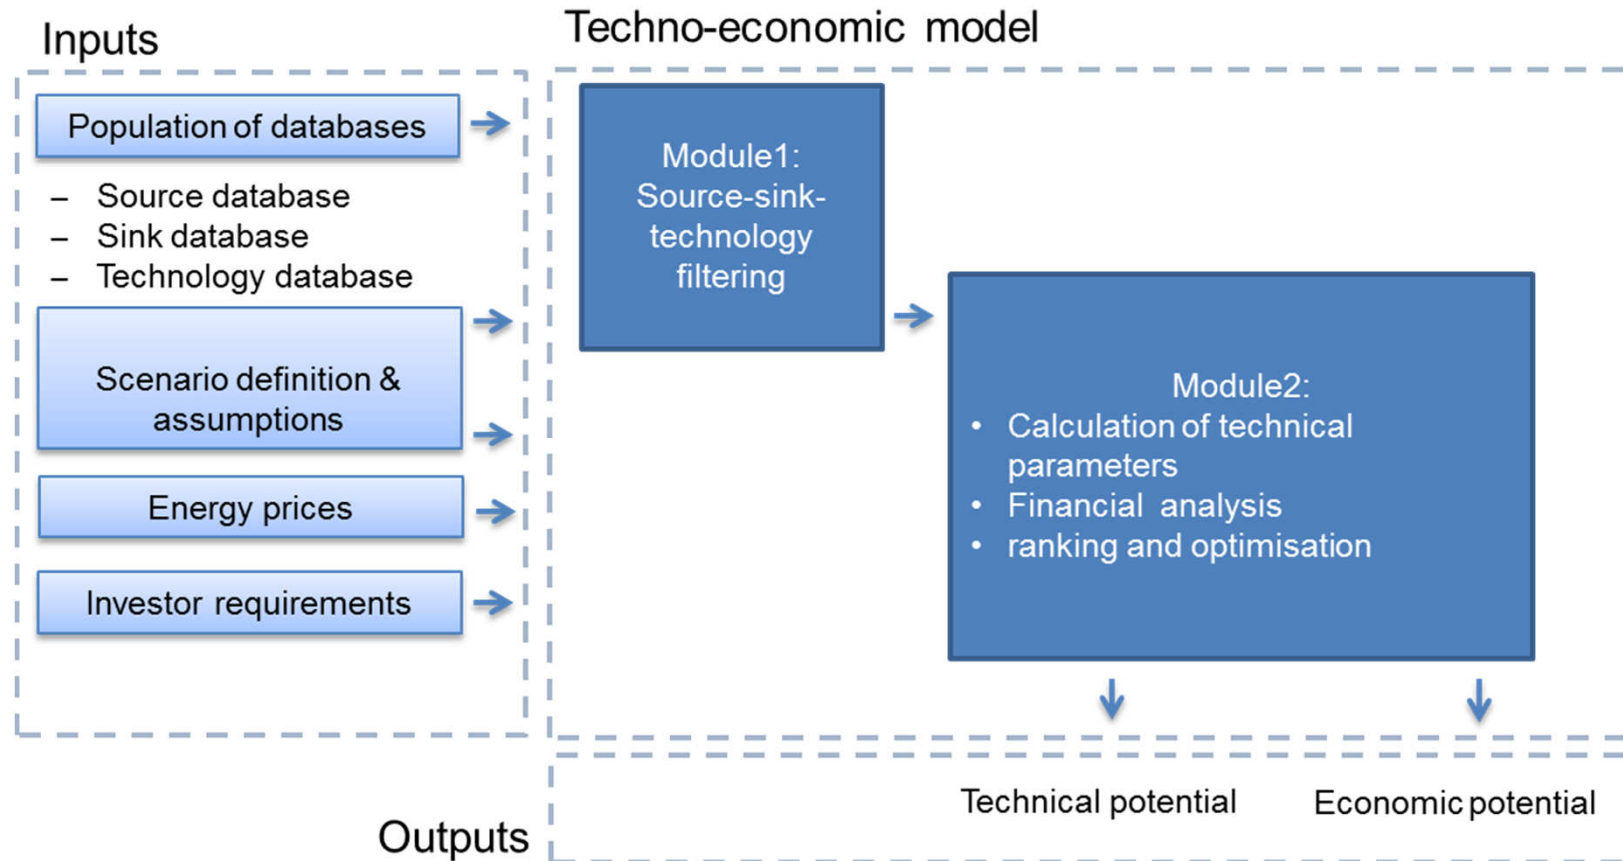 Inputs
Population of databases
– Source database
– Sink database
– Technology database
Scenario definition &
assumptions
Energy prices
Investor requirements
Techno-economic model
Module1:
Source-sink-
technology
filtering
Module2:
• Calculation of technical
parameters
• Financial analysis
• ranking and optimisation
Outputs
Technical potential
Economic potential